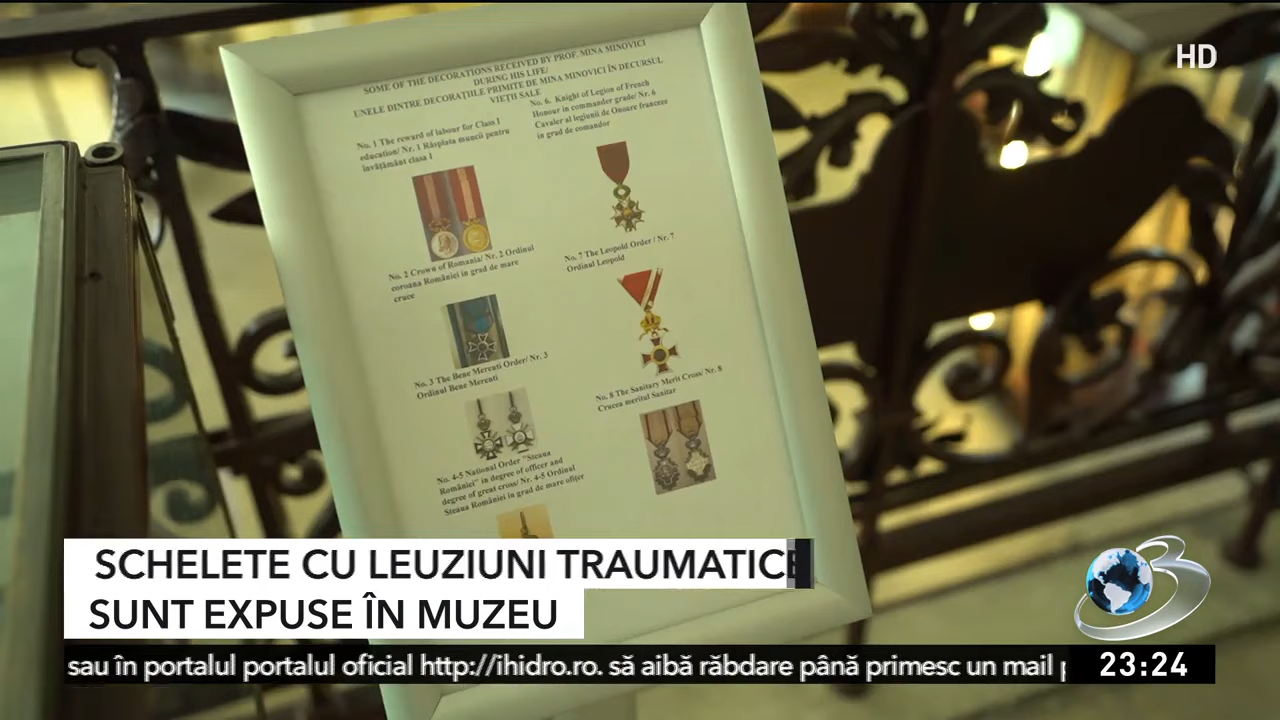 HD
SOME OF THE DECORATIONS RECEIVED BY PROF. MINA MINOVICI
DURING HIS LIFE/
UNELE DINTRE DECORAȚIILE PRIMITE DE MINA MINOVICI ÎN DECURSUL
VIEȚII SALE
No. 1 The reward of labour for Class I
education/ Nr. 1 Răsplata muncii pentru
învățământ clasa I
No. 2 Crown of Romania/ Nr. 2 Ordinul
coroana României in grad de mare
cruce
No. 3 The Bene Merenti Order/ Nr. 3
Ordinul Bene Merenti
No. 4-5 National Order "Steaua
României" in degree of officer and
degree of great cross/ Nr. 4-5 Ordinul
Steaua României in grad de mare ofițer
No. 6. Knight of Legion of French
Honour in commander grade/ Nr. 6
Cavaler al legiunii de Onoare franceze
in grad de comandor
No. 7 The Leopold Order / Nr. 7
Ordinul Leopold
No. 8 The Sanitary Merit Cross/ Nr. 8
Crucea meritul Sanitar
SCHELETE CU LEUZIUNI TRAUMATICE
SUNT EXPUSE ÎN MUZEU
3
sau în portalul portalul oficial http://ihidro.ro. să aibă răbdare până primesc un mail p
23:24